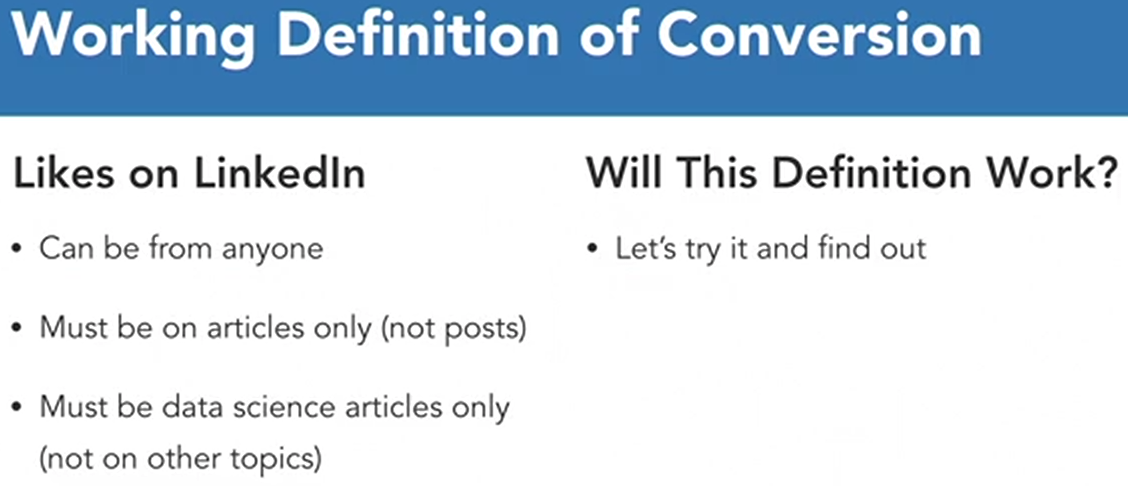 Working Definition of Conversion
Likes on LinkedIn
• Can be from anyone
• Must be on articles only (not posts)
• Must be data science articles only
(not on other topics)
Will This Definition Work?
• Let’s try it and find out